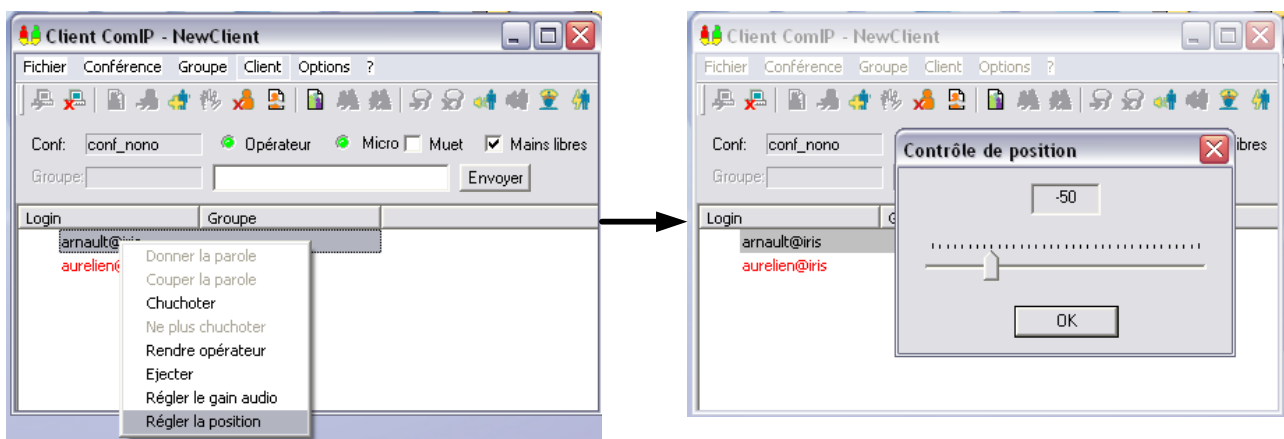 Client ComIP - NewClient
Fichier Conférence Groupe Client Options ?
Conf: conf_nono Opérateur Micro Muet Mains libres
Groupe: Envoyer
Login Groupe
arnault@iris
aurelien@
Donner la parole
Couper la parole
Chuchoter
Ne plus chuchoter
Rendre opérateur
Ejecter
Régler le gain audio
Régler la position
Client ComIP - NewClient
Fichier Conférence Groupe Client Options ?
Conf: conf_nono ibres
Groupe:
Login G
arnault@iris
aurelien@iris
Contrôle de position
-50
OK